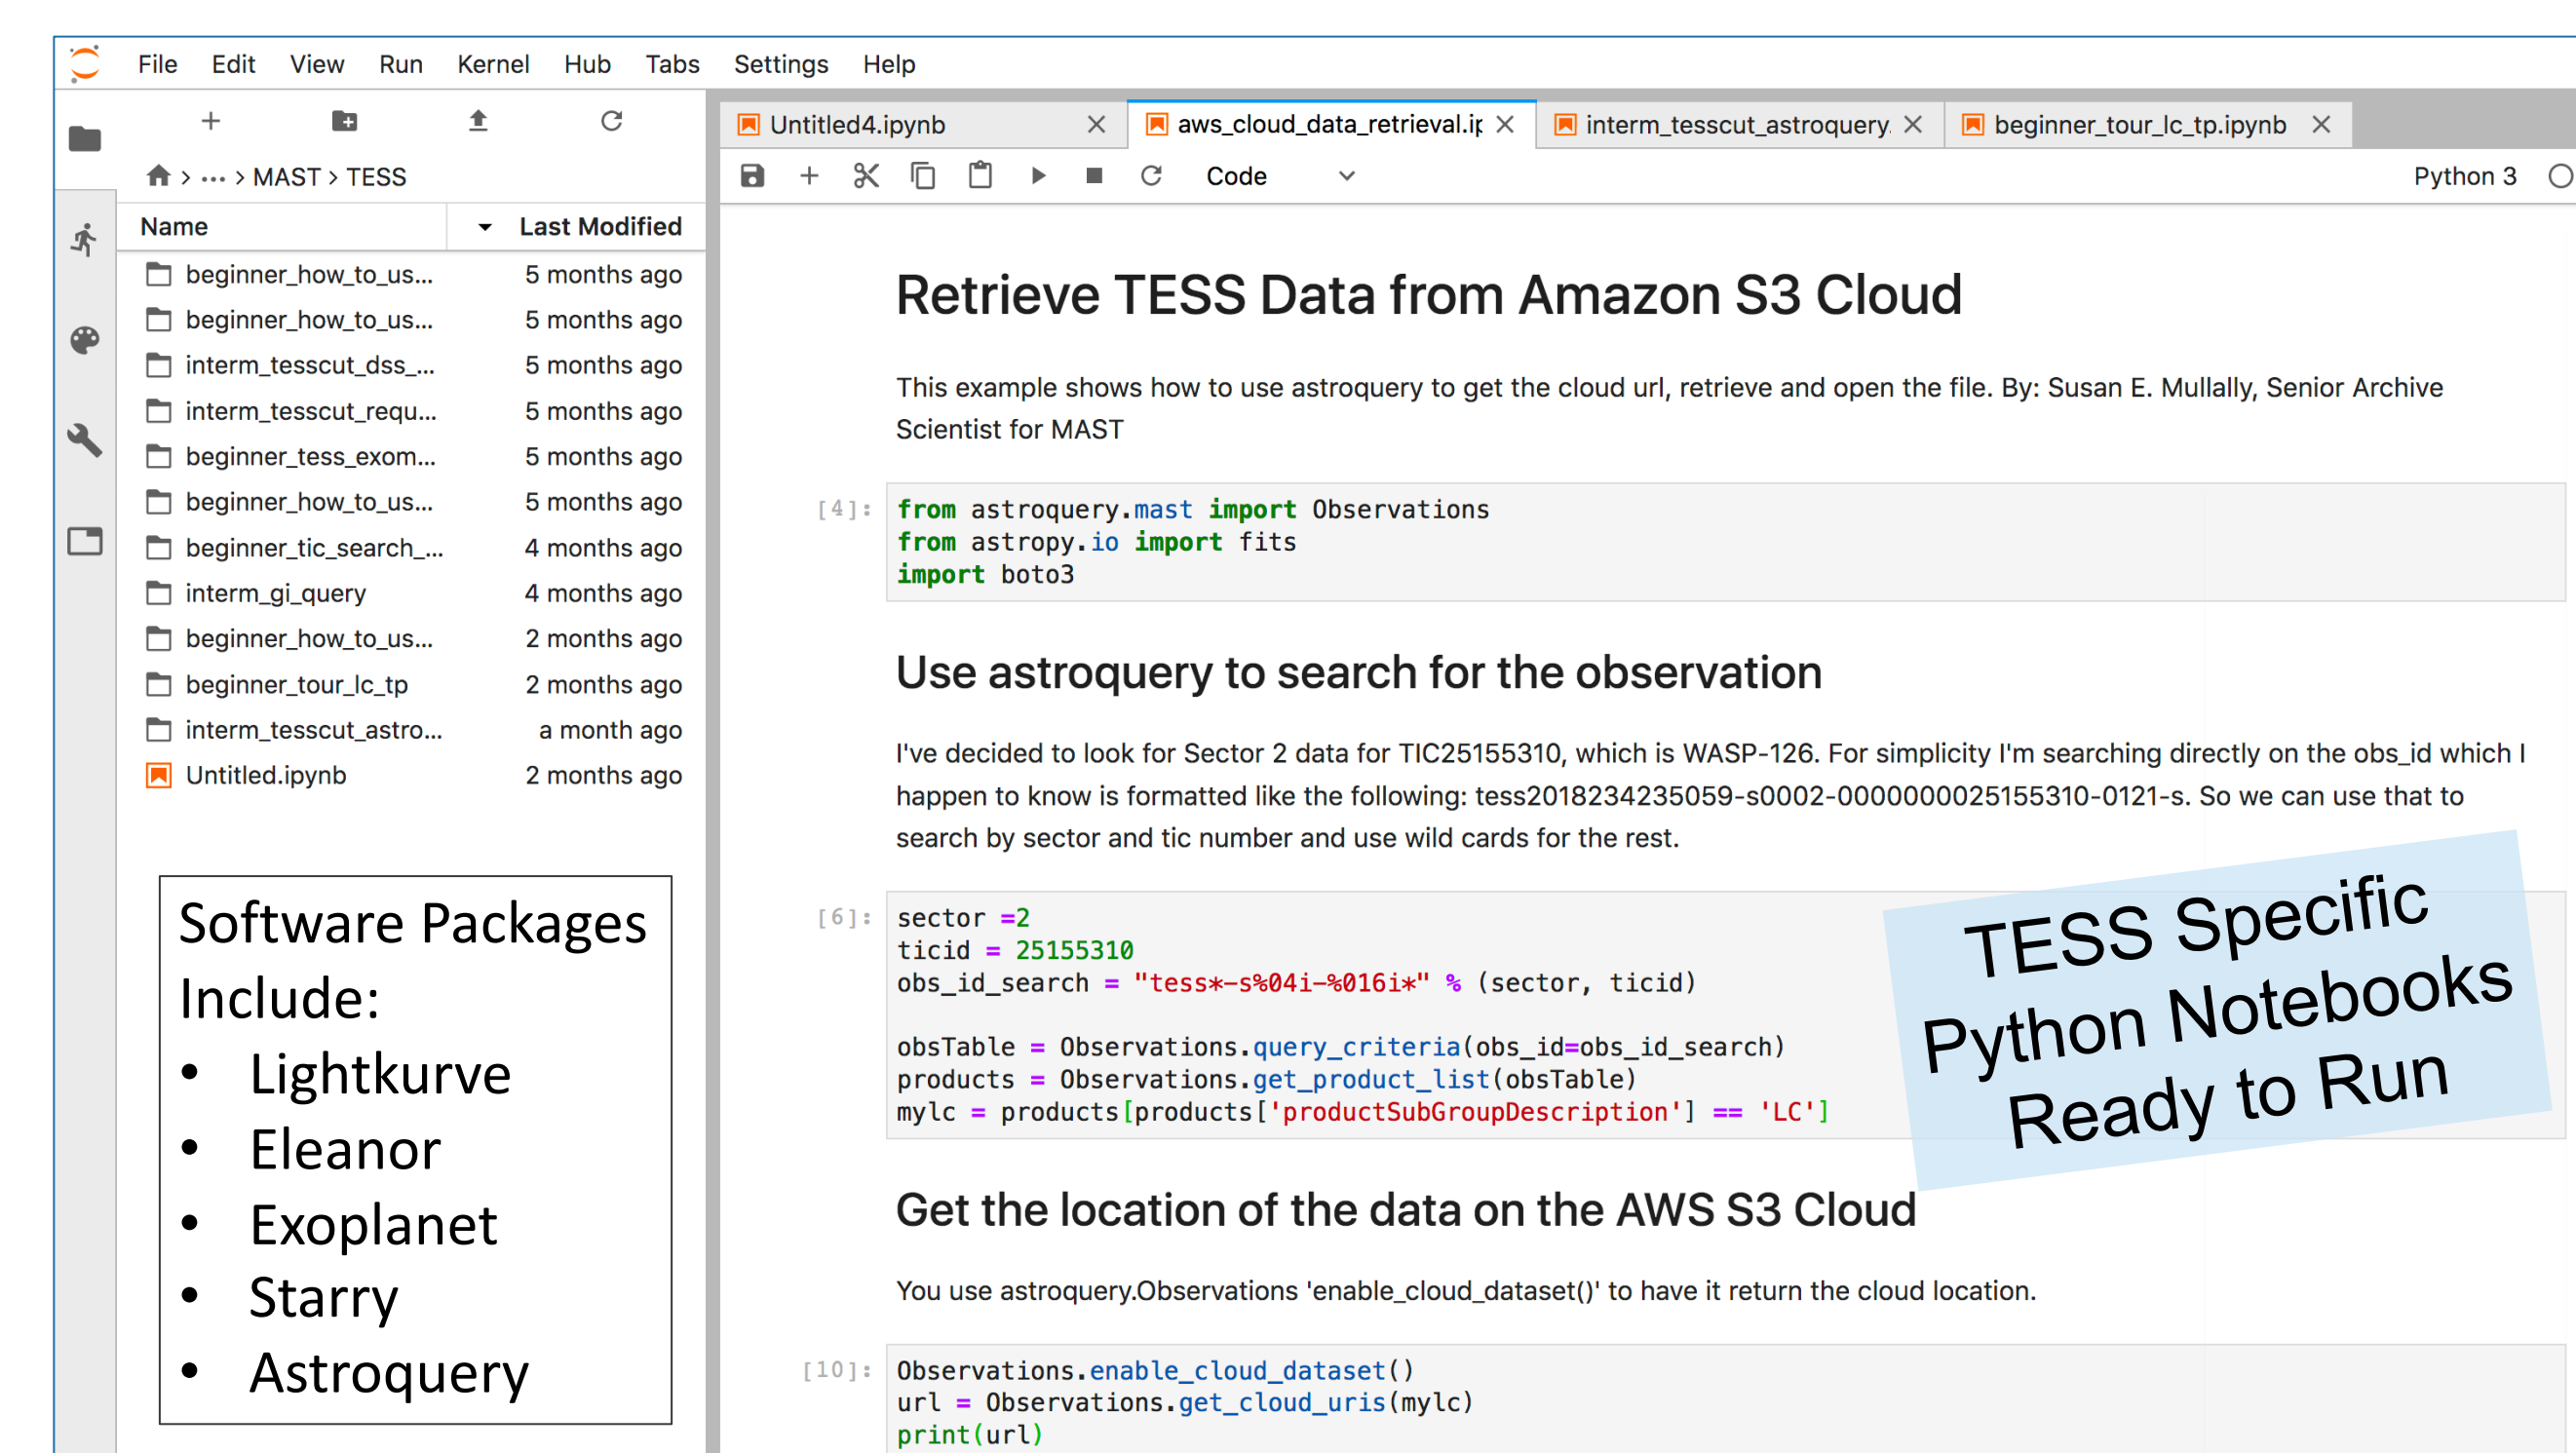 File Edit View Run Kernel Hub Tabs Settings Help
MAST > TESS
Name Last Modified
beginner_how_to_us... 5 months ago
beginner_how_to_us... 5 months ago
interm_tesscut_dss_... 5 months ago
interm_tesscut_requ... 5 months ago
beginner_tess_exom... 5 months ago
beginner_how_to_us... 5 months ago
beginner_tic_search_... 4 months ago
interm_gi_query 4 months ago
beginner_how_to_us... 2 months ago
beginner_tour_lc_tp 2 months ago
interm_tesscut_astro... a month ago
Untitled.ipynb 2 months ago
Software Packages
Include:
• Lightkurve
• Eleanor
• Exoplanet
• Starry
• Astroquery
Untitled4.ipynb aws_cloud_data_retrieval.ip interm_tesscut_astroquery. beginner_tour_lc_tp.ipynb
Code Python 3
Retrieve TESS Data from Amazon S3 Cloud
This example shows how to use astroquery to get the cloud url, retrieve and open the file. By: Susan E. Mullally, Senior Archive
Scientist for MAST
[4]: from astroquery.mast import Observations
from astropy.io import fits
import boto3
Use astroquery to search for the observation
I've decided to look for Sector 2 data for TIC25155310, which is WASP-126. For simplicity I'm searching directly on the obs_id which I
happen to know is formatted like the following: tess2018234235059-s0002-0000000025155310-0121-s. So we can use that to
search by sector and tic number and use wild cards for the rest.
[6]: sector =2
ticid = 25155310
obs_id_search = "tess*-s%04i-%016i*" % (sector, ticid)
obsTable = Observations.query_criteria(obs_id=obs_id_search)
products = Observations.get_product_list(obsTable)
mylc = products[products['productSubGroupDescription'] == 'LC']
TESS Specific
Python Notebooks
Ready to Run
Get the location of the data on the AWS S3 Cloud
You use astroquery.Observations 'enable_cloud_dataset()' to have it return the cloud location.
[10]: Observations.enable_cloud_dataset()
url = Observations.get_cloud_uris(mylc)
print(url)